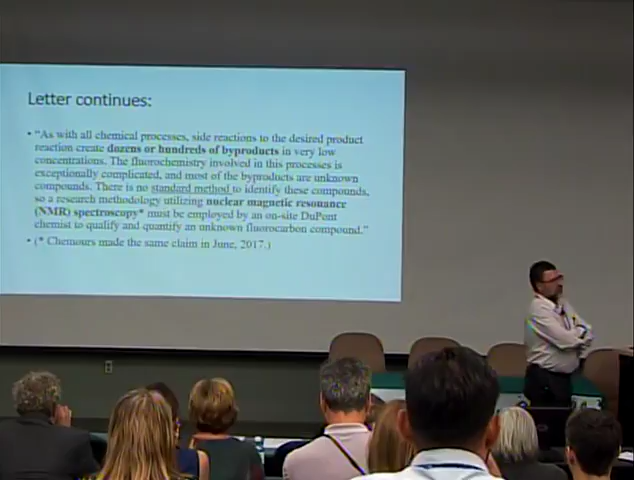 Letter continues:
• "As with all chemical processes, side reactions to the desired product
reaction create dozens or hundreds of byproducts in very low
concentrations. The fluorochemistry involved in this processes is
exceptionally complicated, and most of the byproducts are unknown
compounds. There is no standard method to identify these compounds,
so a research methodology utilizing nuclear magnetic resonance
(NMR) spectroscopy* must be employed by an on-site DuPont
chemist to qualify and quantify an unknown fluorocarbon compound."
• (* Chemours made the same claim in June, 2017.)